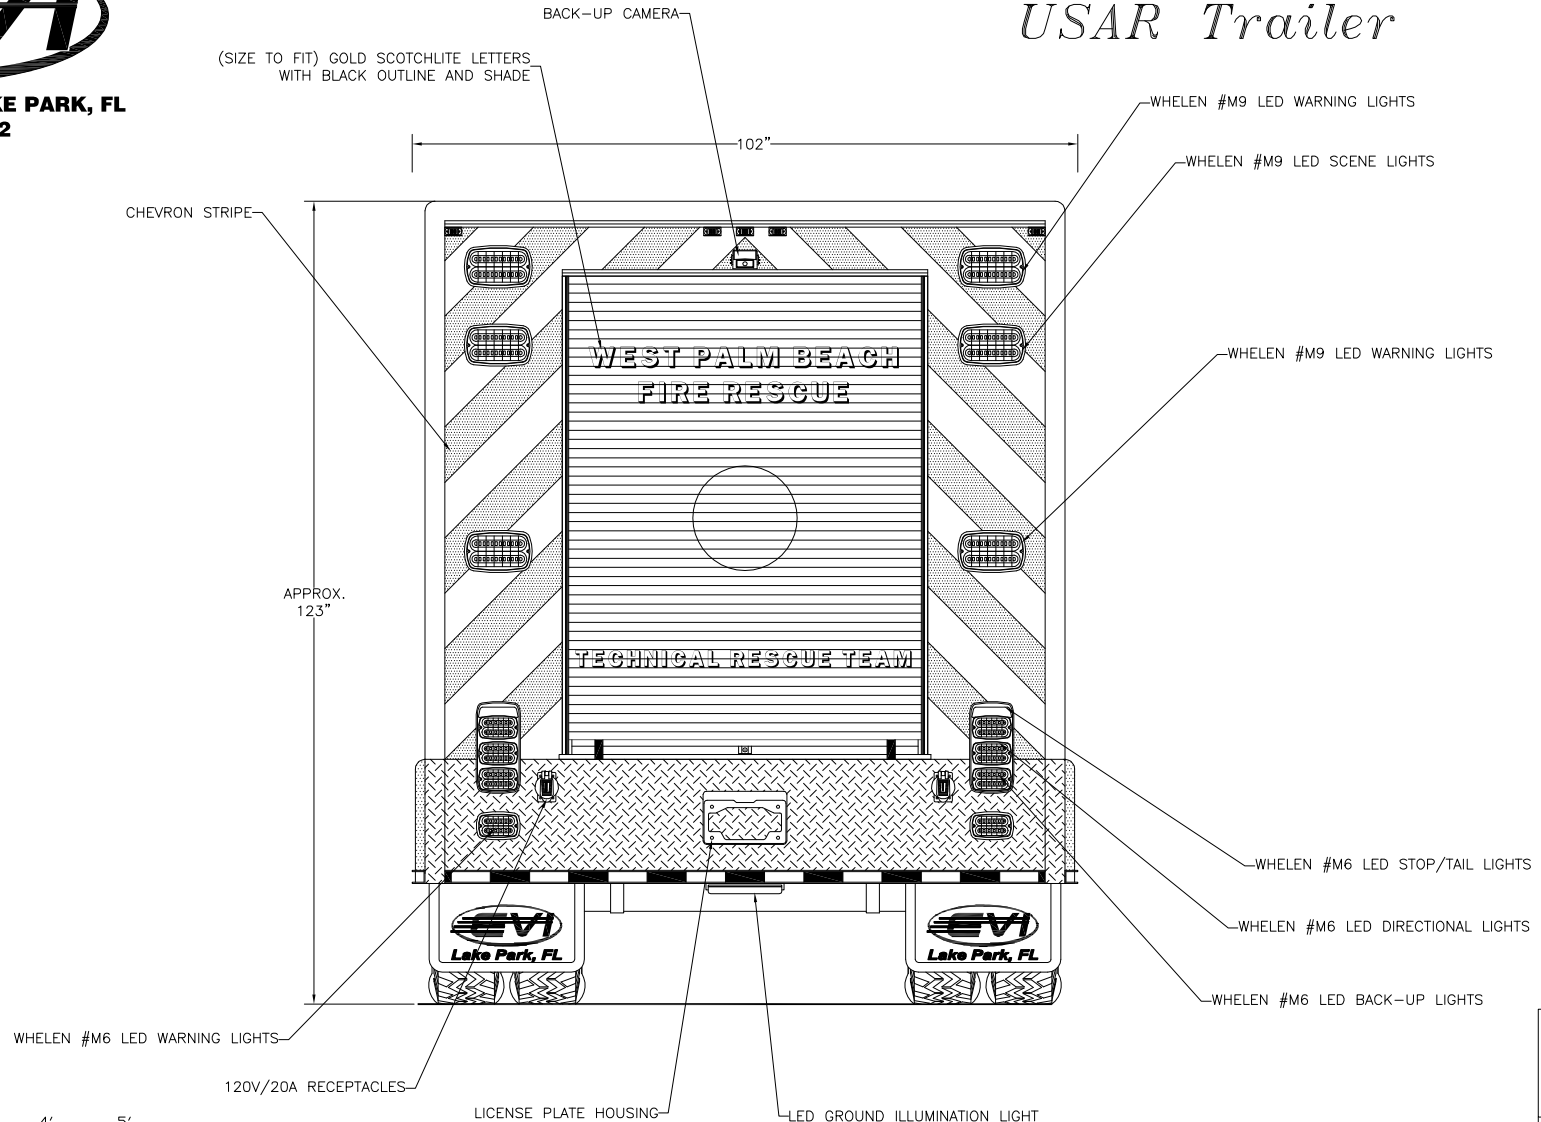 BACK-UP CAMERA
USAR Trailer
(SIZE TO FIT) GOLD SCOTCHLITE LETTERS
WITH BLACK OUTLINE AND SHADE
PARK, FL
2
WHELEN #M9 LED WARNING LIGHTS
102"
WHELEN #M9 LED SCENE LIGHTS
CHEVRON STRIPE
WEST PALM BEACH
FIRE RESCUE
WHELEN #M9 LED WARNING LIGHTS
APPROX.
123"
TECHNICAL RESCUE TEAM
WHELEN #M6 LED STOP/TAIL LIGHTS
WHELEN #M6 LED DIRECTIONAL LIGHTS
EVI
Lake Park, FL
EVI
Lake Park, FL
WHELEN #M6 LED BACK-UP LIGHTS
WHELEN #M6 LED WARNING LIGHTS
120V/20A RECEPTACLES
LICENSE PLATE HOUSING
LED GROUND ILLUMINATION LIGHT
4' 5'